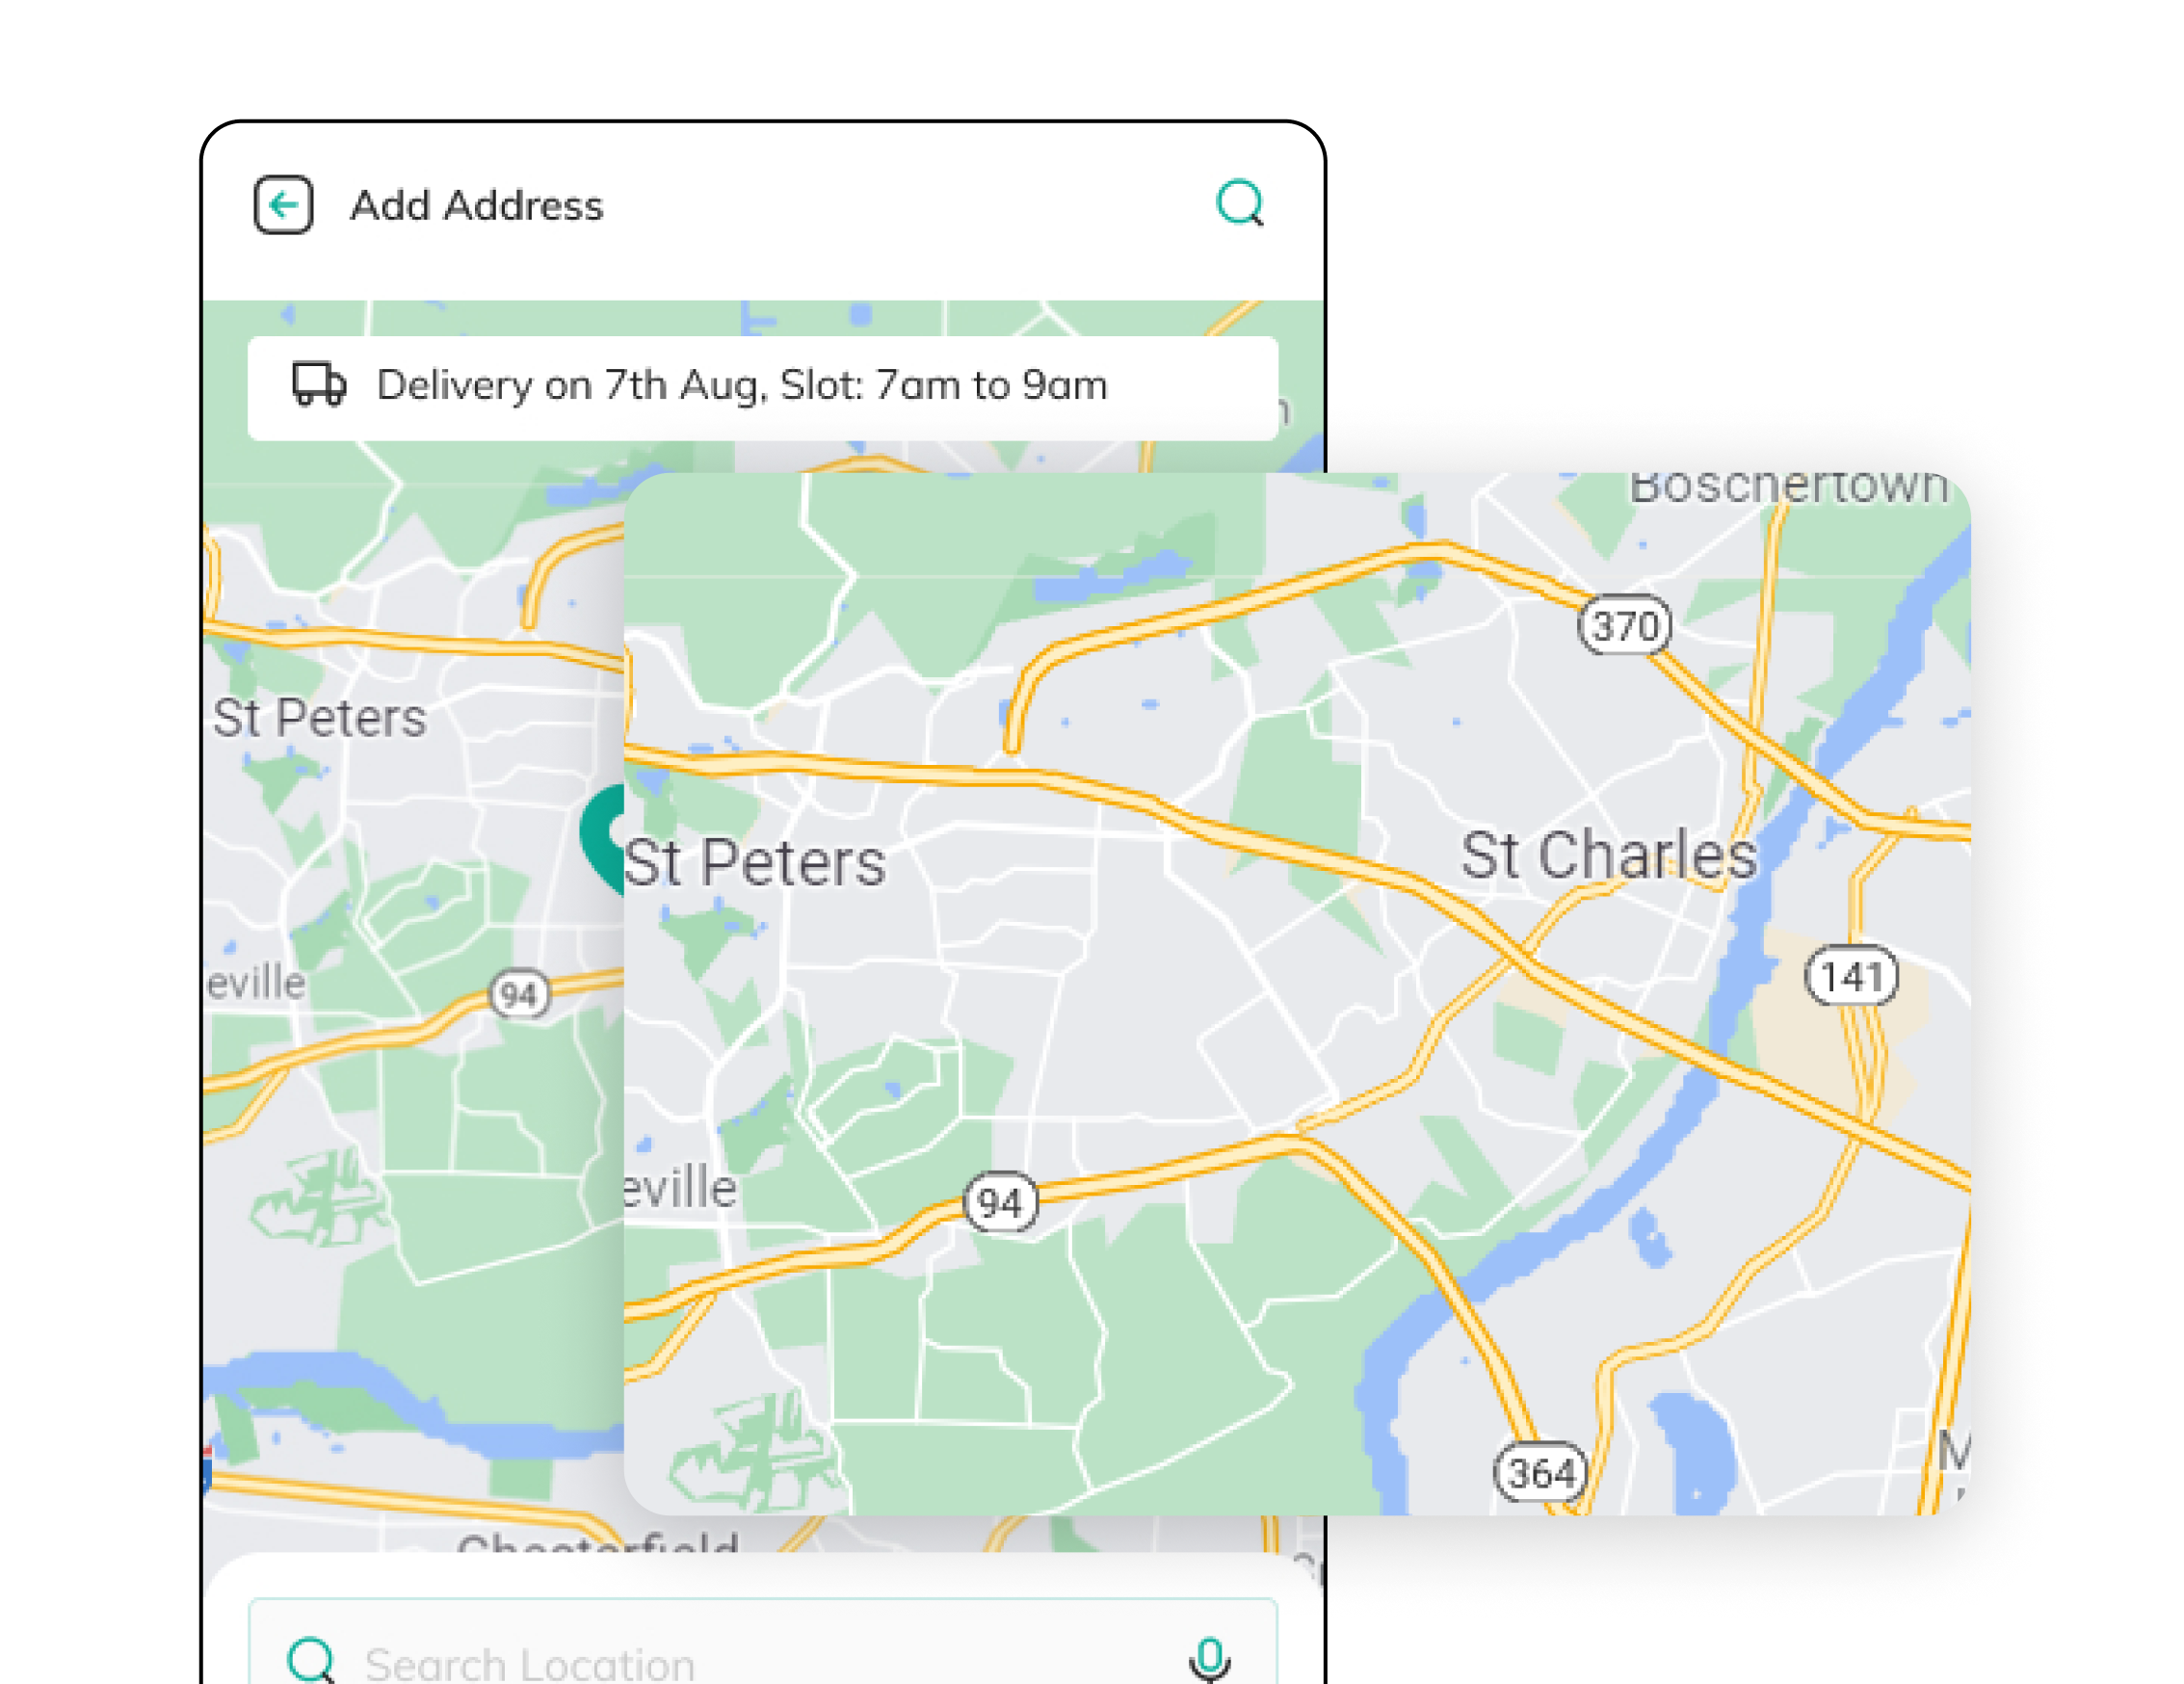 Add Address
Delivery on 7th Aug, Slot: 7am to 9am
Boschertown
370
St Peters
St Peters
St Charles
141
eville
94
eville
94
364
M
Chesterfield
Search Location